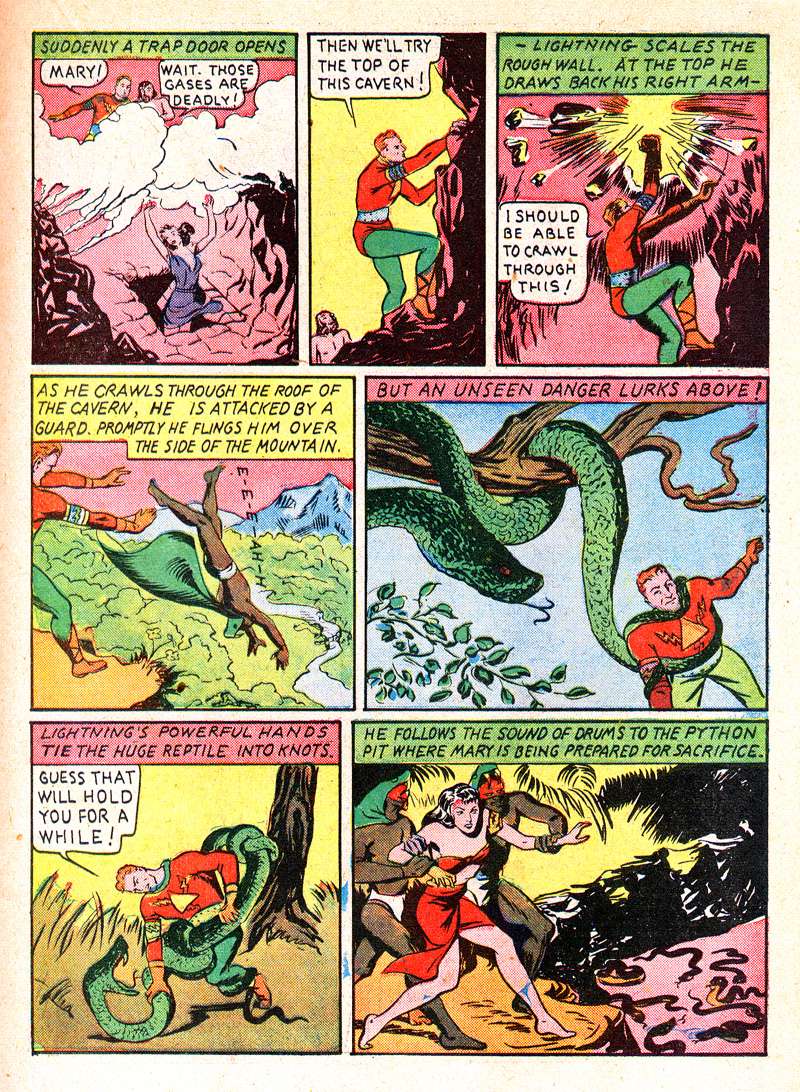 SUDDENLY A TRAP DOOR OPENS
MARY!
WAIT. THOSE
GASES ARE
DEADLY!
THEN WE'LL TRY
THE TOP OF
THIS CAVERN!
- LIGHTNING - SCALES THE
ROUGH WALL. AT THE TOP HE
DRAWS BACK HIS RIGHT ARM -
I SHOULD
BE ABLE
TO CRAWL
THROUGH
THIS!
AS HE CRAWLS THROUGH THE ROOF OF
THE CAVERN, HE IS ATTACKED BY A
GUARD. PROMPTLY HE FLINGS HIM OVER
THE SIDE OF THE MOUNTAIN.
E-E-E-AI-I
BUT AN UNSEEN DANGER LURKS ABOVE!
LIGHTNING'S POWERFUL HANDS
TIE THE HUGE REPTILE INTO KNOTS.
GUESS THAT
WILL HOLD
YOU FOR A
WHILE!
HE FOLLOWS THE SOUND OF DRUMS TO THE PYTHON
PIT WHERE MARY IS BEING PREPARED FOR SACRIFICE.